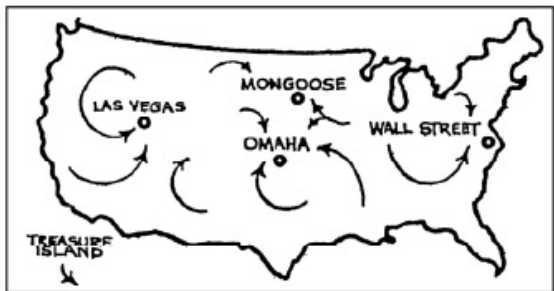 MONGOOSE
LAS VEGAS
WALL STREET
OMAHA
TREASURE
ISLAND